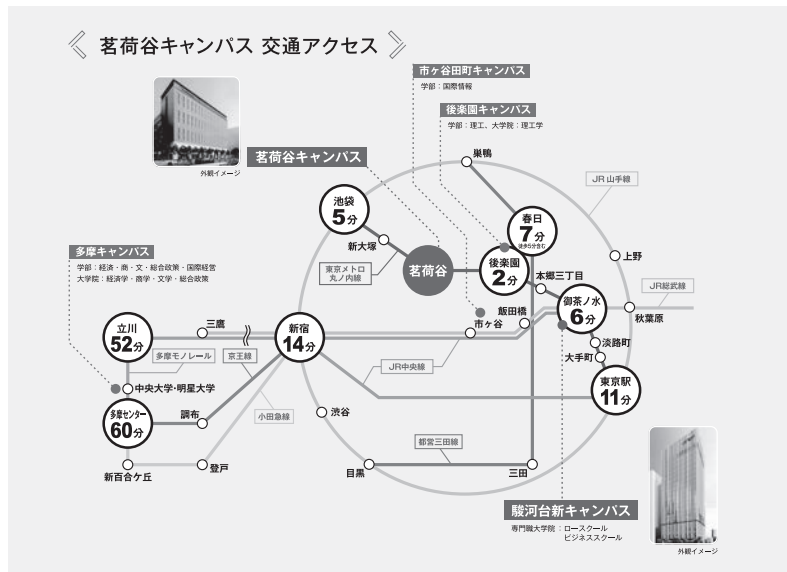 茗荷谷キャンパス 交通アクセス
市ヶ谷田町キャンパス
学部：国際情報
後楽園キャンパス
学部：理工、大学院：理工学
外観イメージ
茗荷谷キャンパス
巣鴨
JR 山手線
池袋
5分
春日
7分
徒歩5分含む
新大塚
東京メトロ
丸ノ内線
茗荷谷
後楽園
2分
本郷三丁目
上野
多摩キャンパス
学部：経済・商・文・総合政策・国際経営
大学院：経済学・商学・文学・総合政策
JR総武線
御茶ノ水
6分
秋葉原
飯田橋
市ヶ谷
立川
52分
三鷹
新宿
14分
淡路町
大手町
多摩モノレール
京王線
JR中央線
中央大学・明星大学
東京駅
11分
多摩センター
60分
調布
小田急線
渋谷
都営三田線
新百合ケ丘
登戸
目黒
三田
駿河台新キャンパス
専門職大学院：ロースクール
ビジネススクール
外観イメージ